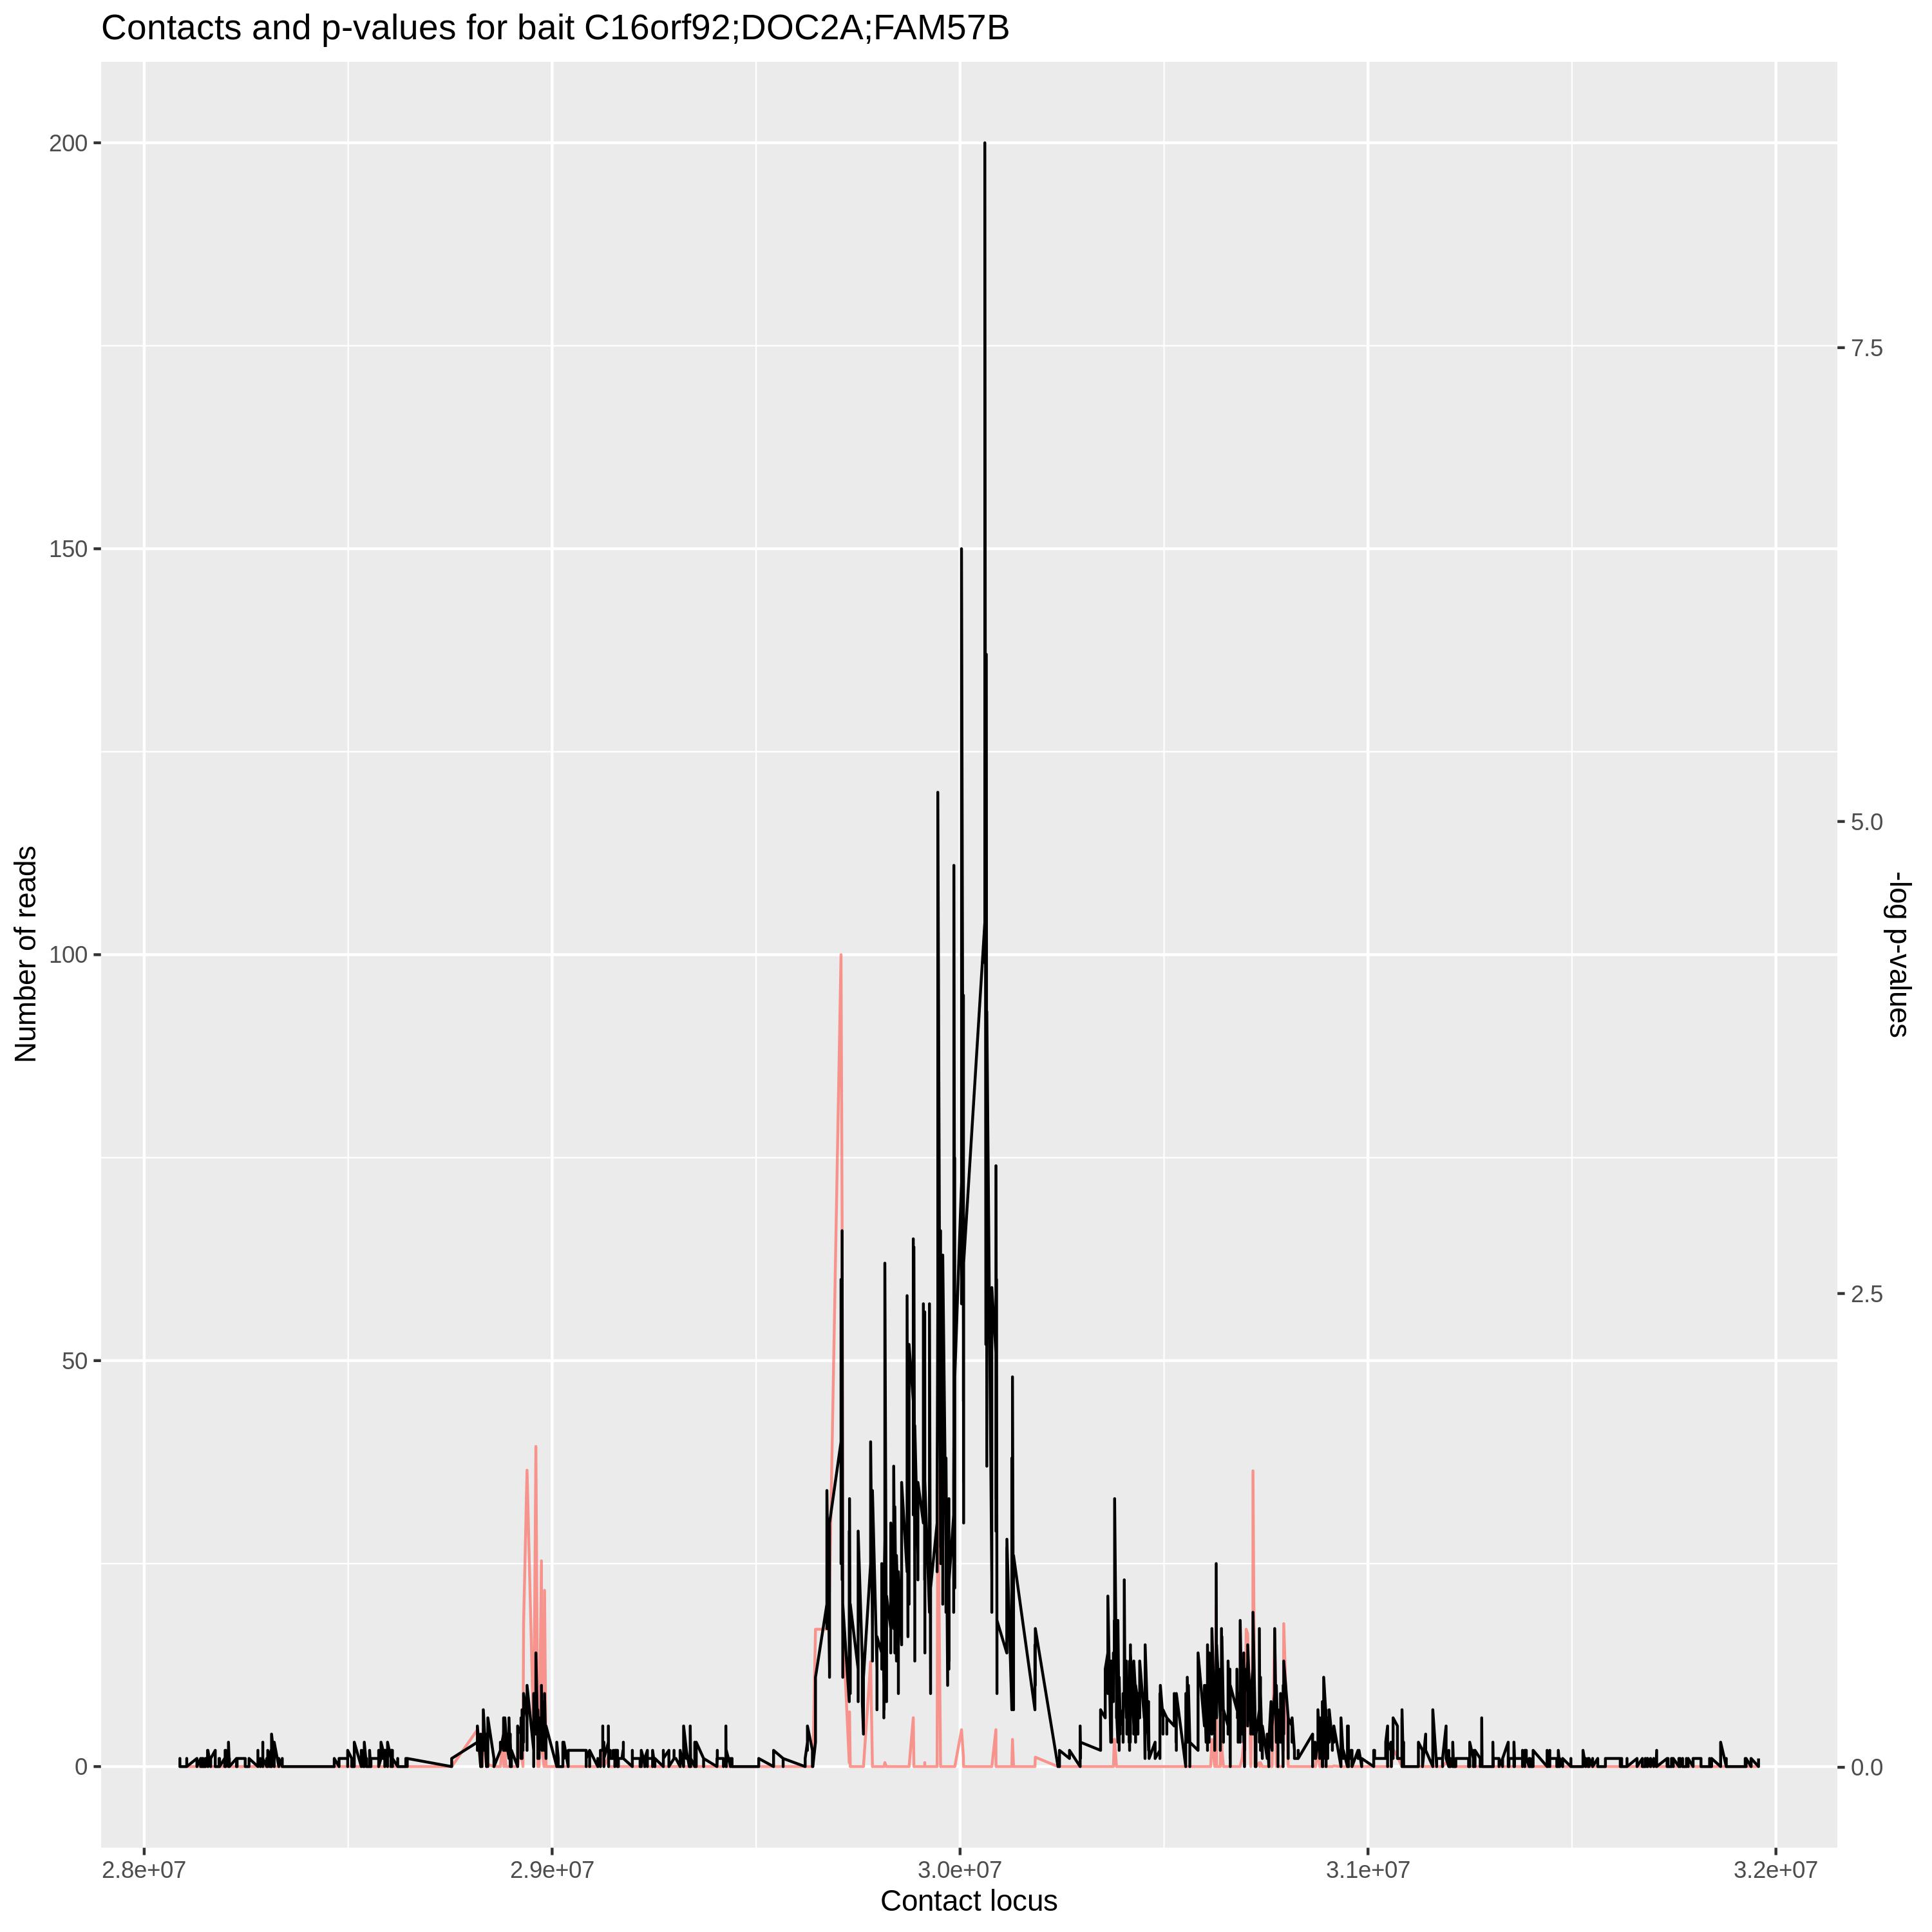 Contacts and p-values for bait C16orf92;DOC2A;FAM57B
200
150
100
50
0
7.5
5.0
2.5
0.0
Number of reads
-log p-values
2.8e+07 2.9e+07 3.0e+07 3.1e+07 3.2e+07
Contact locus